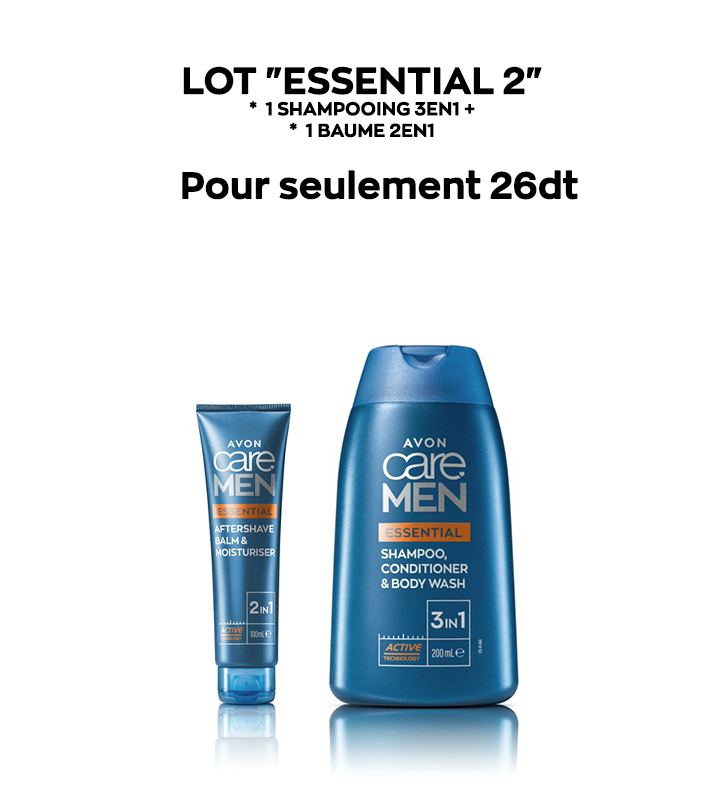 LOT "ESSENTIAL 2"
* 1 SHAMPOOING 3EN1 +
* 1 BAUME 2EN1
Pour seulement 26dt
AVON
care
MEN
ESSENTIAL
AFTERSHAVE
BALM &
MOISTURISER
2IN1
ACTIVE
TECHNOLOGY
100mL e
AVON
care
MEN
ESSENTIAL
SHAMPOO,
CONDITIONER
& BODY WASH
3IN1
ACTIVE
TECHNOLOGY
200 mL e